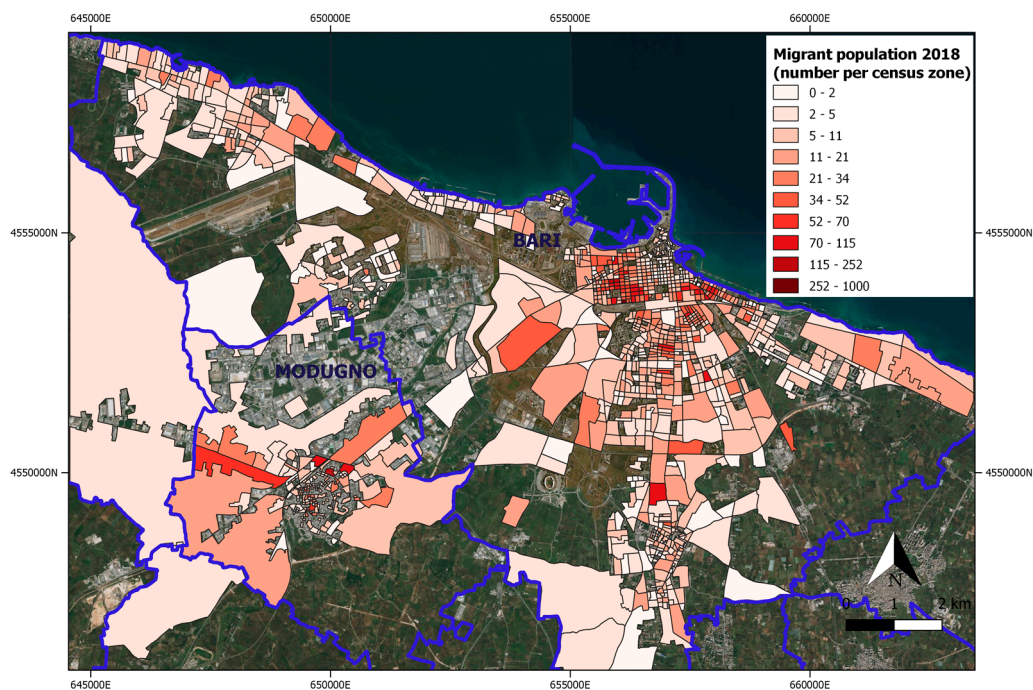 645000E 650000E 655000E 660000E
Migrant population 2018
(number per census zone)
0 - 2
2 - 5
5 - 11
11 - 21
21 - 34
34 - 52
52 - 70
70 - 115
115 - 252
252 - 1000
4555000N 4555000N
BARI
MODUGNO
4550000N 4550000N
N
0 1 2 km
645000E 650000E 655000E 660000E